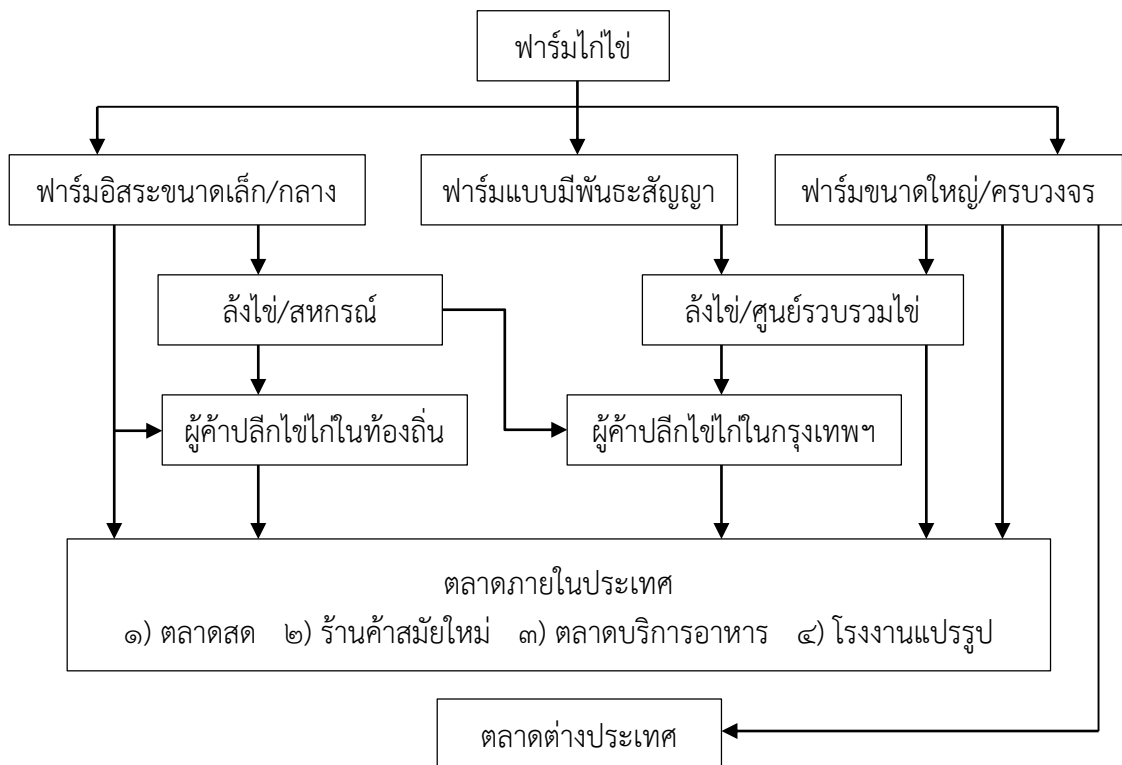 ฟาร์มไก่ไข่
ฟาร์มอิสระขนาดเล็ก/กลาง
ฟาร์มแบบมีพันธะสัญญา
ฟาร์มขนาดใหญ่/ครบวงจร
ล้งไข่/สหกรณ์
ล้งไข่/ศูนย์รวบรวมไข่
ผู้ค้าปลีกไข่ไก่ในท้องถิ่น
ผู้ค้าปลีกไข่ไก่ในกรุงเทพฯ
ตลาดภายในประเทศ
๑) ตลาดสด ๒) ร้านค้าสมัยใหม่ ๓) ตลาดบริการอาหาร ๔) โรงงานแปรรูป
ตลาดต่างประเทศ